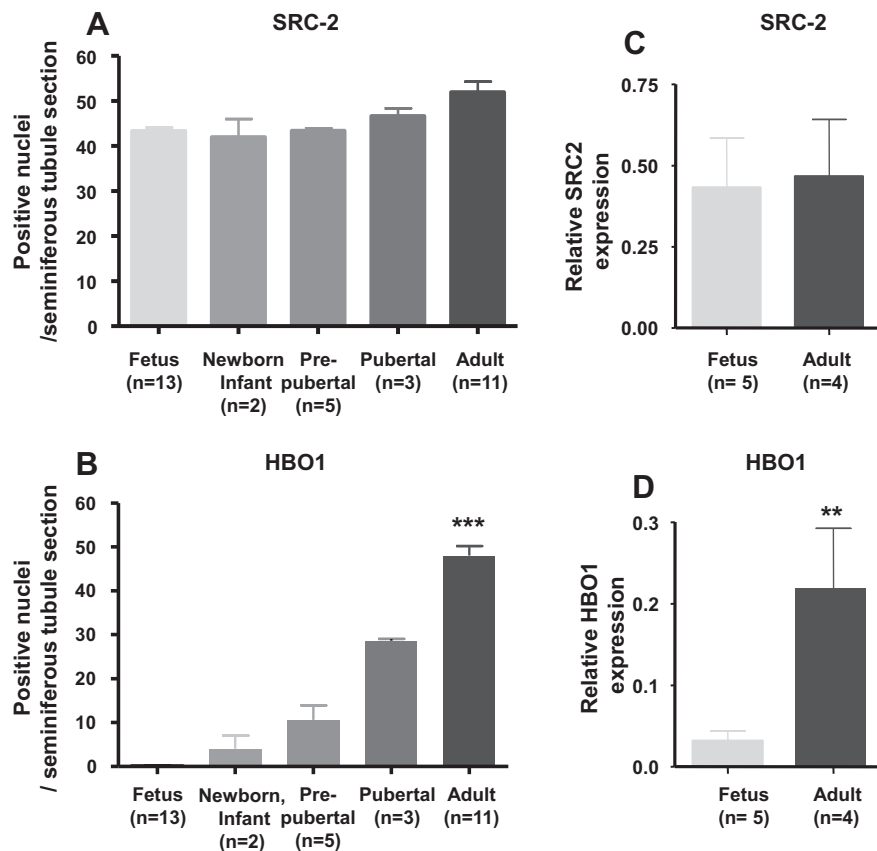 A
SRC-2
Positive nuclei
/seminiferous tubule section
60
50
40
30
20
10
0
Fetus
(n=13)
Newborn
Infant
(n=2)
Pre-
pubertal
(n=5)
Pubertal
(n=3)
Adult
(n=11)
C
SRC-2
Relative SRC2
expression
0.75
0.50
0.25
0.00
Fetus
(n= 5)
Adult
(n=4)
B
HBO1
Positive nuclei
/ seminiferous tubule section
60
50
40
30
20
10
0
***
Fetus
(n=13)
Newborn,
Infant
(n=2)
Pre-
pubertal
(n=5)
Pubertal
(n=3)
Adult
(n=11)
D
HBO1
Relative HBO1
expression
0.3
0.2
0.1
0.0
**
Fetus
(n= 5)
Adult
(n=4)